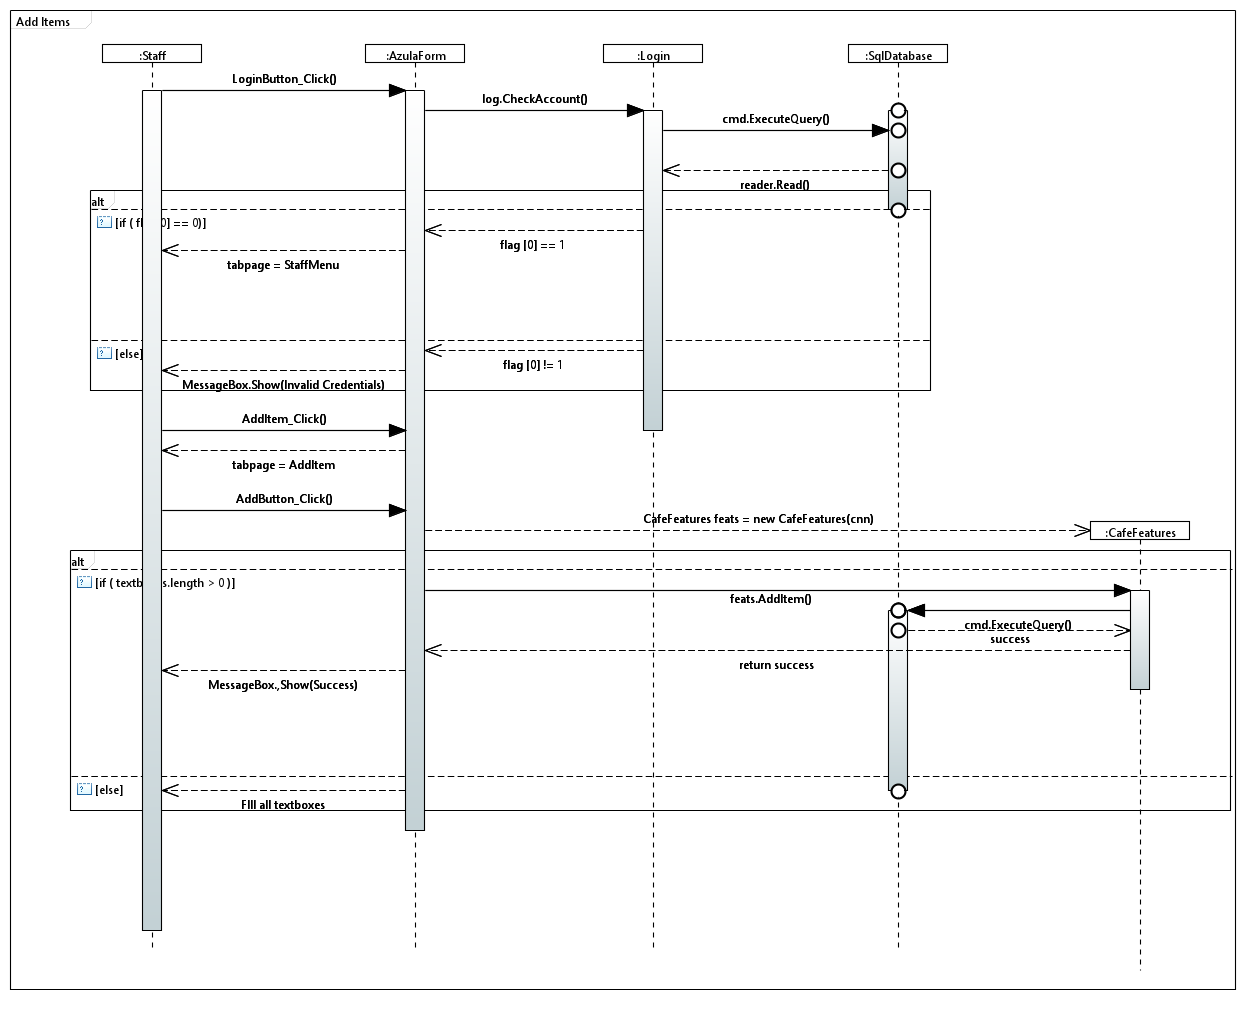 Add Items
:Staff
:AzulaForm
:Login
:SqlDatabase
LoginButton_Click()
log.CheckAccount()
cmd.ExecuteQuery()
reader.Read()
alt
[if ( fl 0] == 0)]
flag [0] == 1
tabpage = StaffMenu
[else]
flag [0] != 1
MessageBox.Show(Invalid Credentials)
AddItem_Click()
tabpage = AddItem
AddButton_Click()
CafeFeatures feats = new CafeFeatures(cnn)
:CafeFeatures
alt
[if ( textb s.length > 0 )]
feats.AddItem()
cmd.ExecuteQuery()
success
return success
MessageBox.,Show(Success)
[else]
FIll all textboxes